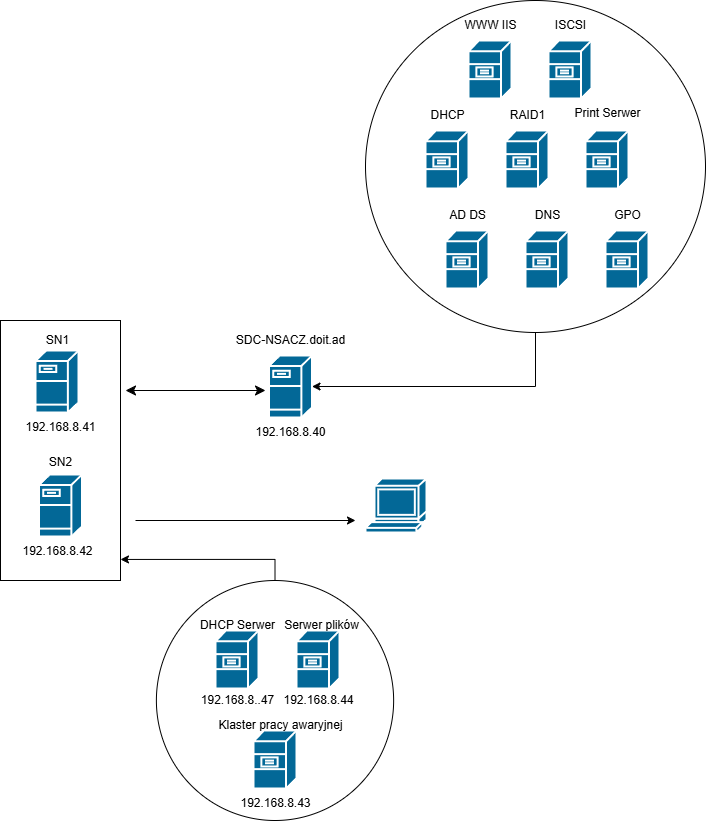 WWW IIS
ISCSI
DHCP
RAID1
Print Serwer
AD DS
DNS
GPO
SN1
192.168.8.41
SDC-NSACZ.doit.ad
192.168.8.40
SN2
192.168.8.42
DHCP Serwer
Serwer plików
192.168.8..47
192.168.8.44
Klaster pracy awaryjnej
192.168.8.43